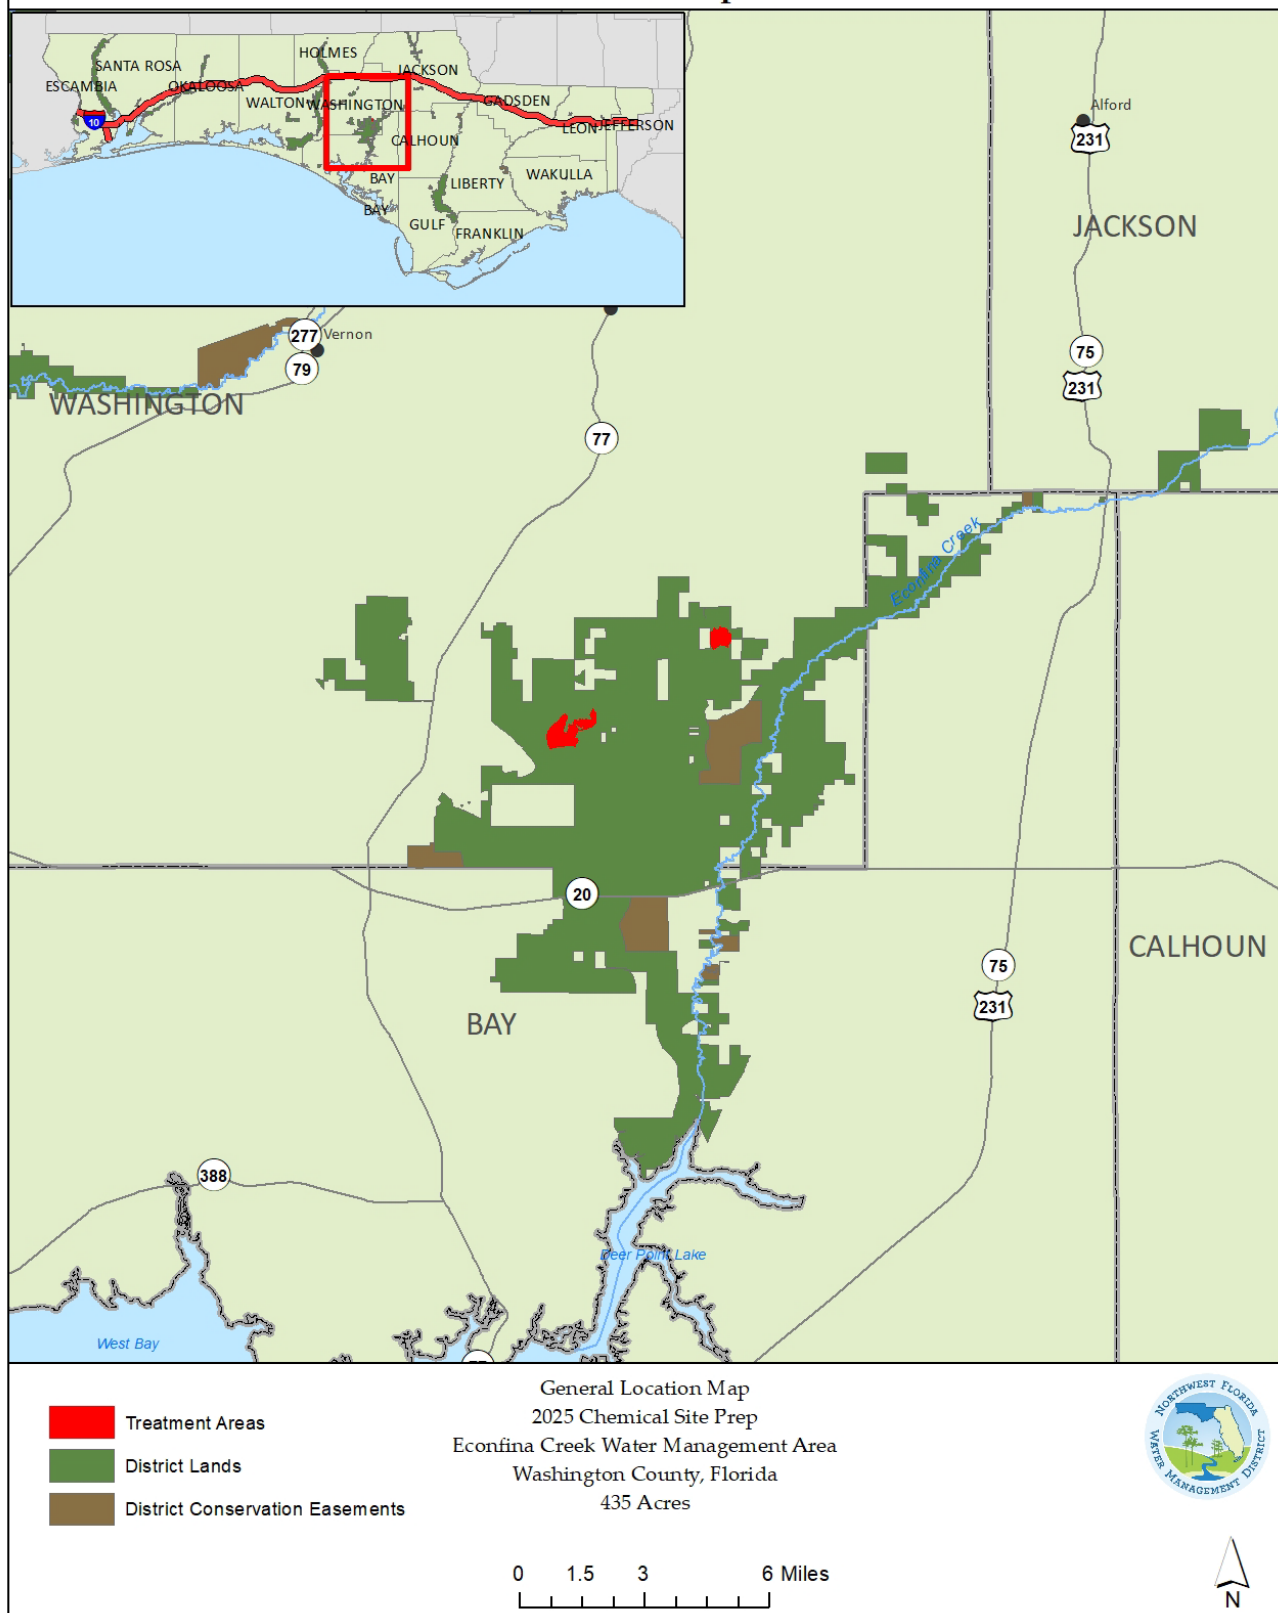 HOLMES
SANTA ROSA
JACKSON
ESCAMBIA
OKALOOSA
WALTON
WASHINGTON
GADSDEN
10
LEON
JEFFERSON
CALHOUN
BAY
LIBERTY
WAKULLA
BAY
GULF
FRANKLIN
Alford
231
JACKSON
277
Vernon
79
75
231
WASHINGTON
77
Econfina Creek
20
CALHOUN
75
231
BAY
388
Deer Point Lake
West Bay
Treatment Areas
District Lands
District Conservation Easements
General Location Map
2025 Chemical Site Prep
Econfina Creek Water Management Area
Washington County, Florida
435 Acres
NORTHWEST FLORIDA
WATER MANAGEMENT DISTRICT
0 1.5 3 6 Miles
N